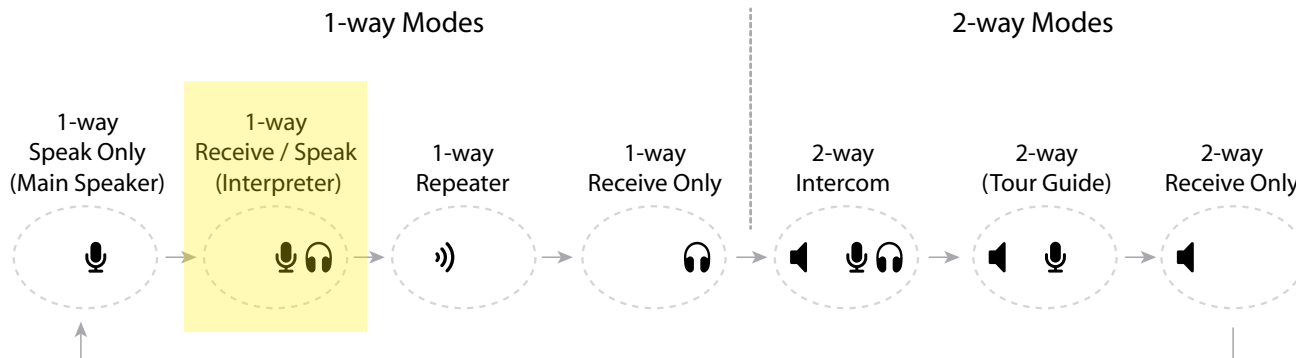 1-way Modes
2-way Modes
1-way
Speak Only
(Main Speaker)
1-way
Receive / Speak
(Interpreter)
1-way
Repeater
1-way
Receive Only
2-way
Intercom
2-way
(Tour Guide)
2-way
Receive Only